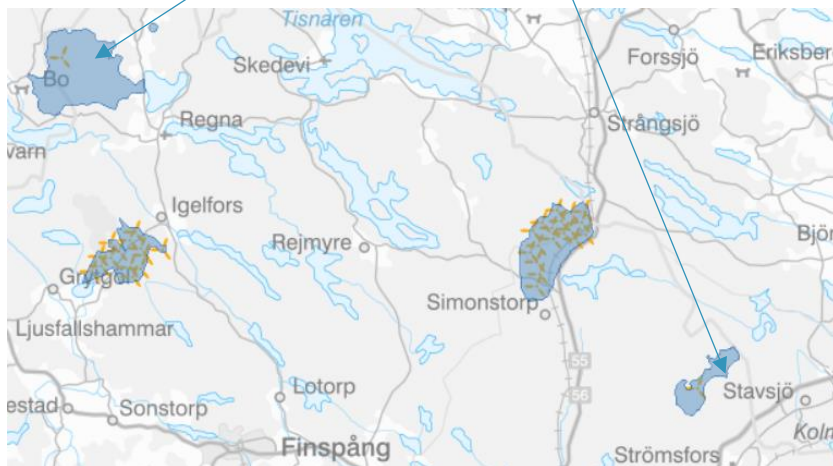 Tisnaren
Forssjö
Skedevi
Eriksberg
Bo
Regna
Strångsjö
varn
Igelfors
Rejmyre
Björ
Grytgöl
Simonstorp
Ljusfallshammar
55
Lotorp
56
Stavsjö
estad
Sonstorp
Finspång
Kolm
Strömsfors